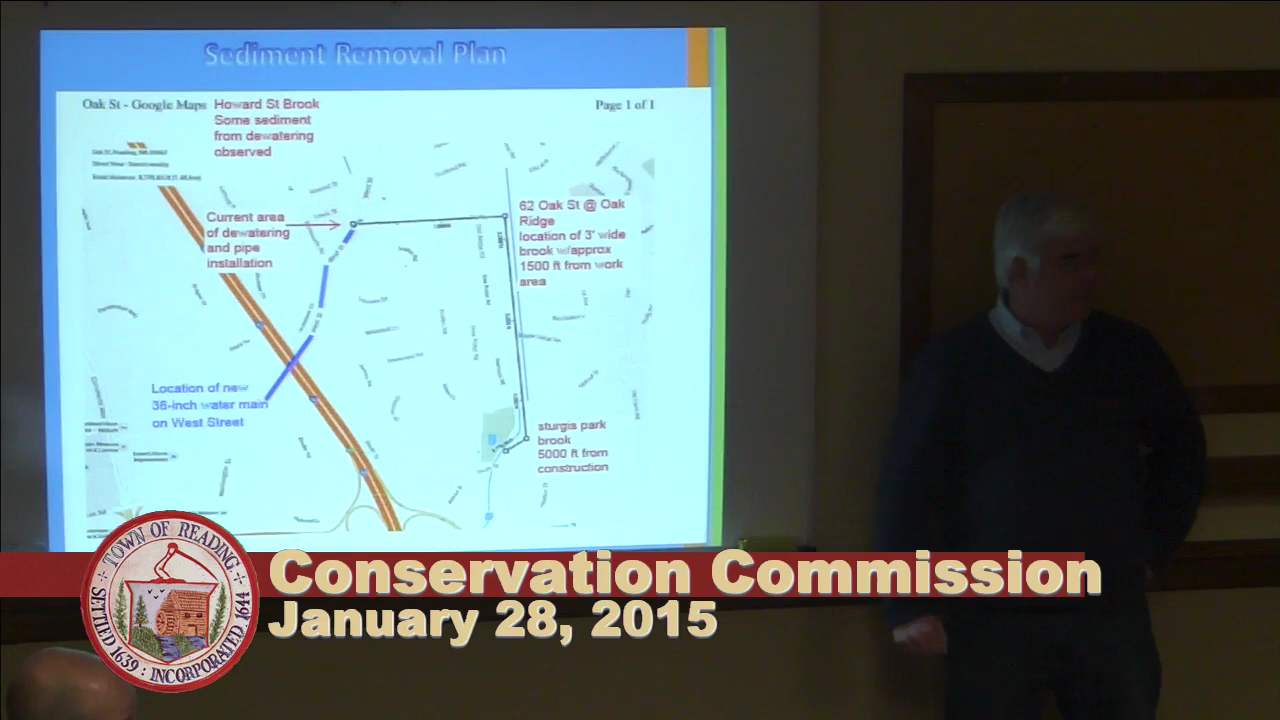 Sediment Removal Plan
Oak St - Google Maps
Page 1 of 1
Howard St Brook
Some sediment
from dewatering
observed
Current area
of dewatering
and pipe
installation
62 Oak St @ Oak
Ridge
location of 3' wide
brook w/approx
1500 ft from work
area
Location of new
36-inch water main
on West Street
sturgis park
brook
5000 ft from
construction
TOWN OF READING
SETTLED 1639 : INCORPORATED 1644
Conservation Commission
January 28, 2015